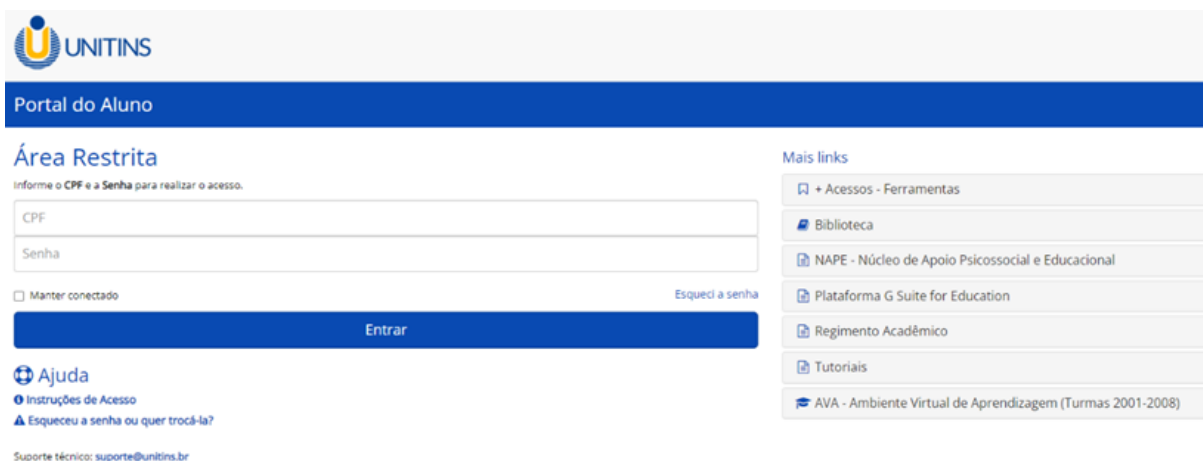 UNITINS
Portal do Aluno
Área Restrita
Informe o CPF e a Senha para realizar o acesso.
CPF
Senha
Manter conectado
Esqueci a senha
Entrar
Ajuda
Instruções de Acesso
Esqueceu a senha ou quer trocá-la?
Suporte técnico: suporte@unitins.br
Mais links
+ Acessos - Ferramentas
Biblioteca
NAPE - Núcleo de Apoio Psicossocial e Educacional
Plataforma G Suite for Education
Regimento Acadêmico
Tutoriais
AVA - Ambiente Virtual de Aprendizagem (Turmas 2001-2008)